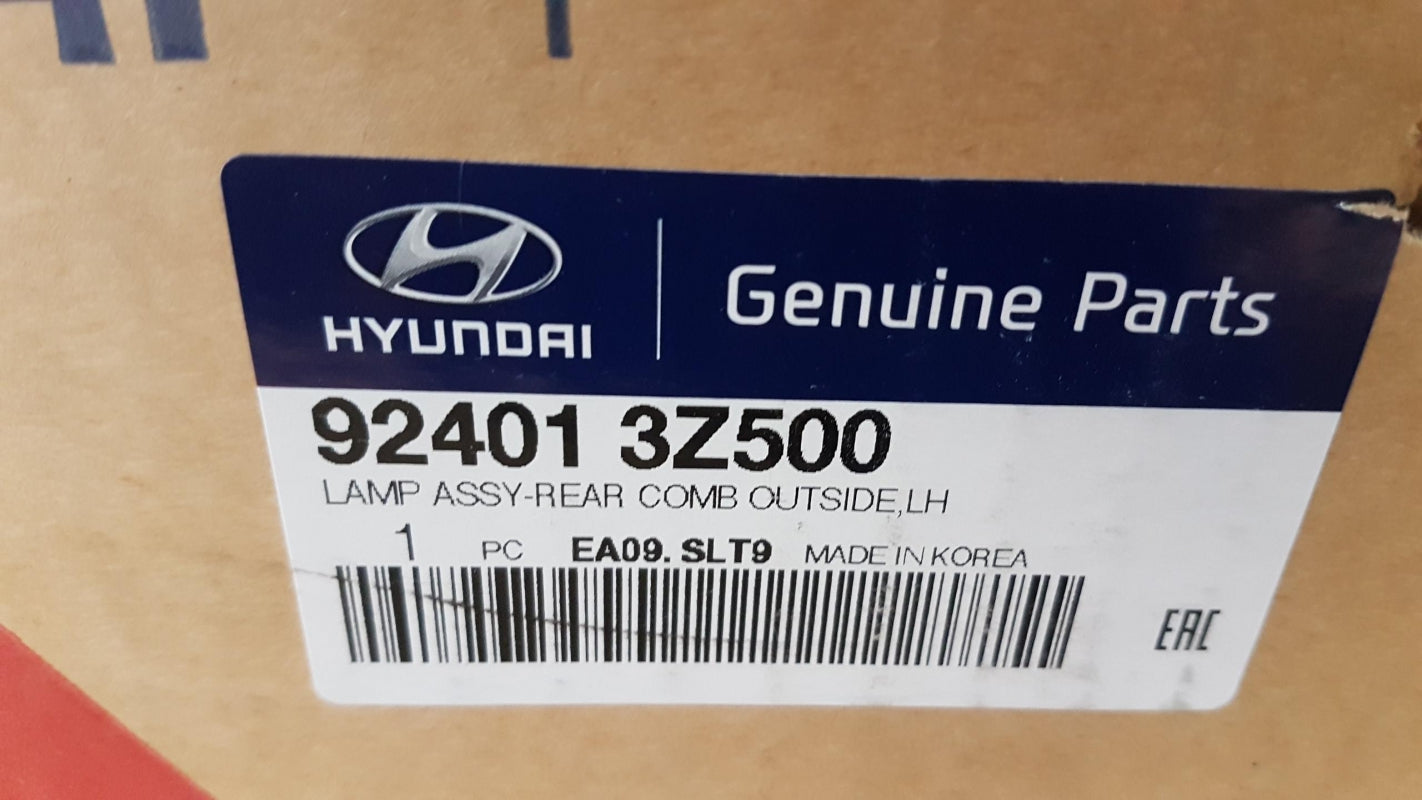 HYUNDAI
Genuine Parts
92401 3Z500
LAMP ASSY-REAR COMB OUTSIDE,LH
1 PC EA09. SLT9 MADE IN KOREA
EAC